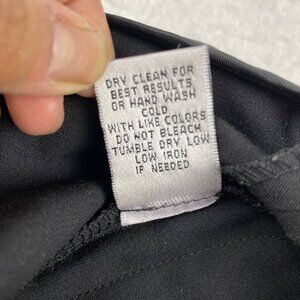 DRY CLEAN FOR
BEST RESULTS
OR HAND WASH
COLD
WITH LIKE COLORS
DO NOT BLEACH
TUMBLE DRY LOW
LOW IRON
IF NEEDED